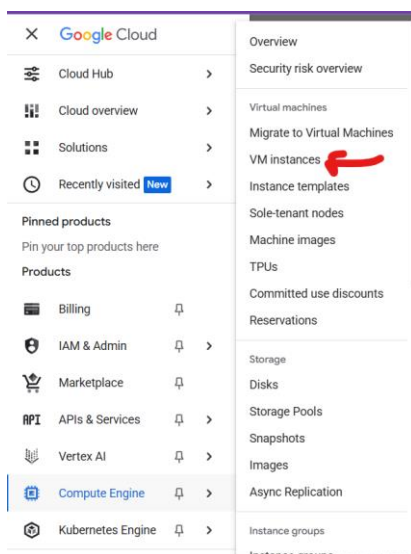 Google Cloud
Cloud Hub
Cloud overview
Solutions
Recently visited New
Pinned products
Pin your top products here
Products
Billing
IAM & Admin
Marketplace
API APIs & Services
Vertex AI
Compute Engine
Kubernetes Engine
Overview
Security risk overview
Virtual machines
Migrate to Virtual Machines
VM instances
Instance templates
Sole-tenant nodes
Machine images
TPUs
Committed use discounts
Reservations
Storage
Disks
Storage Pools
Snapshots
Images
Async Replication
Instance groups
Instance groups